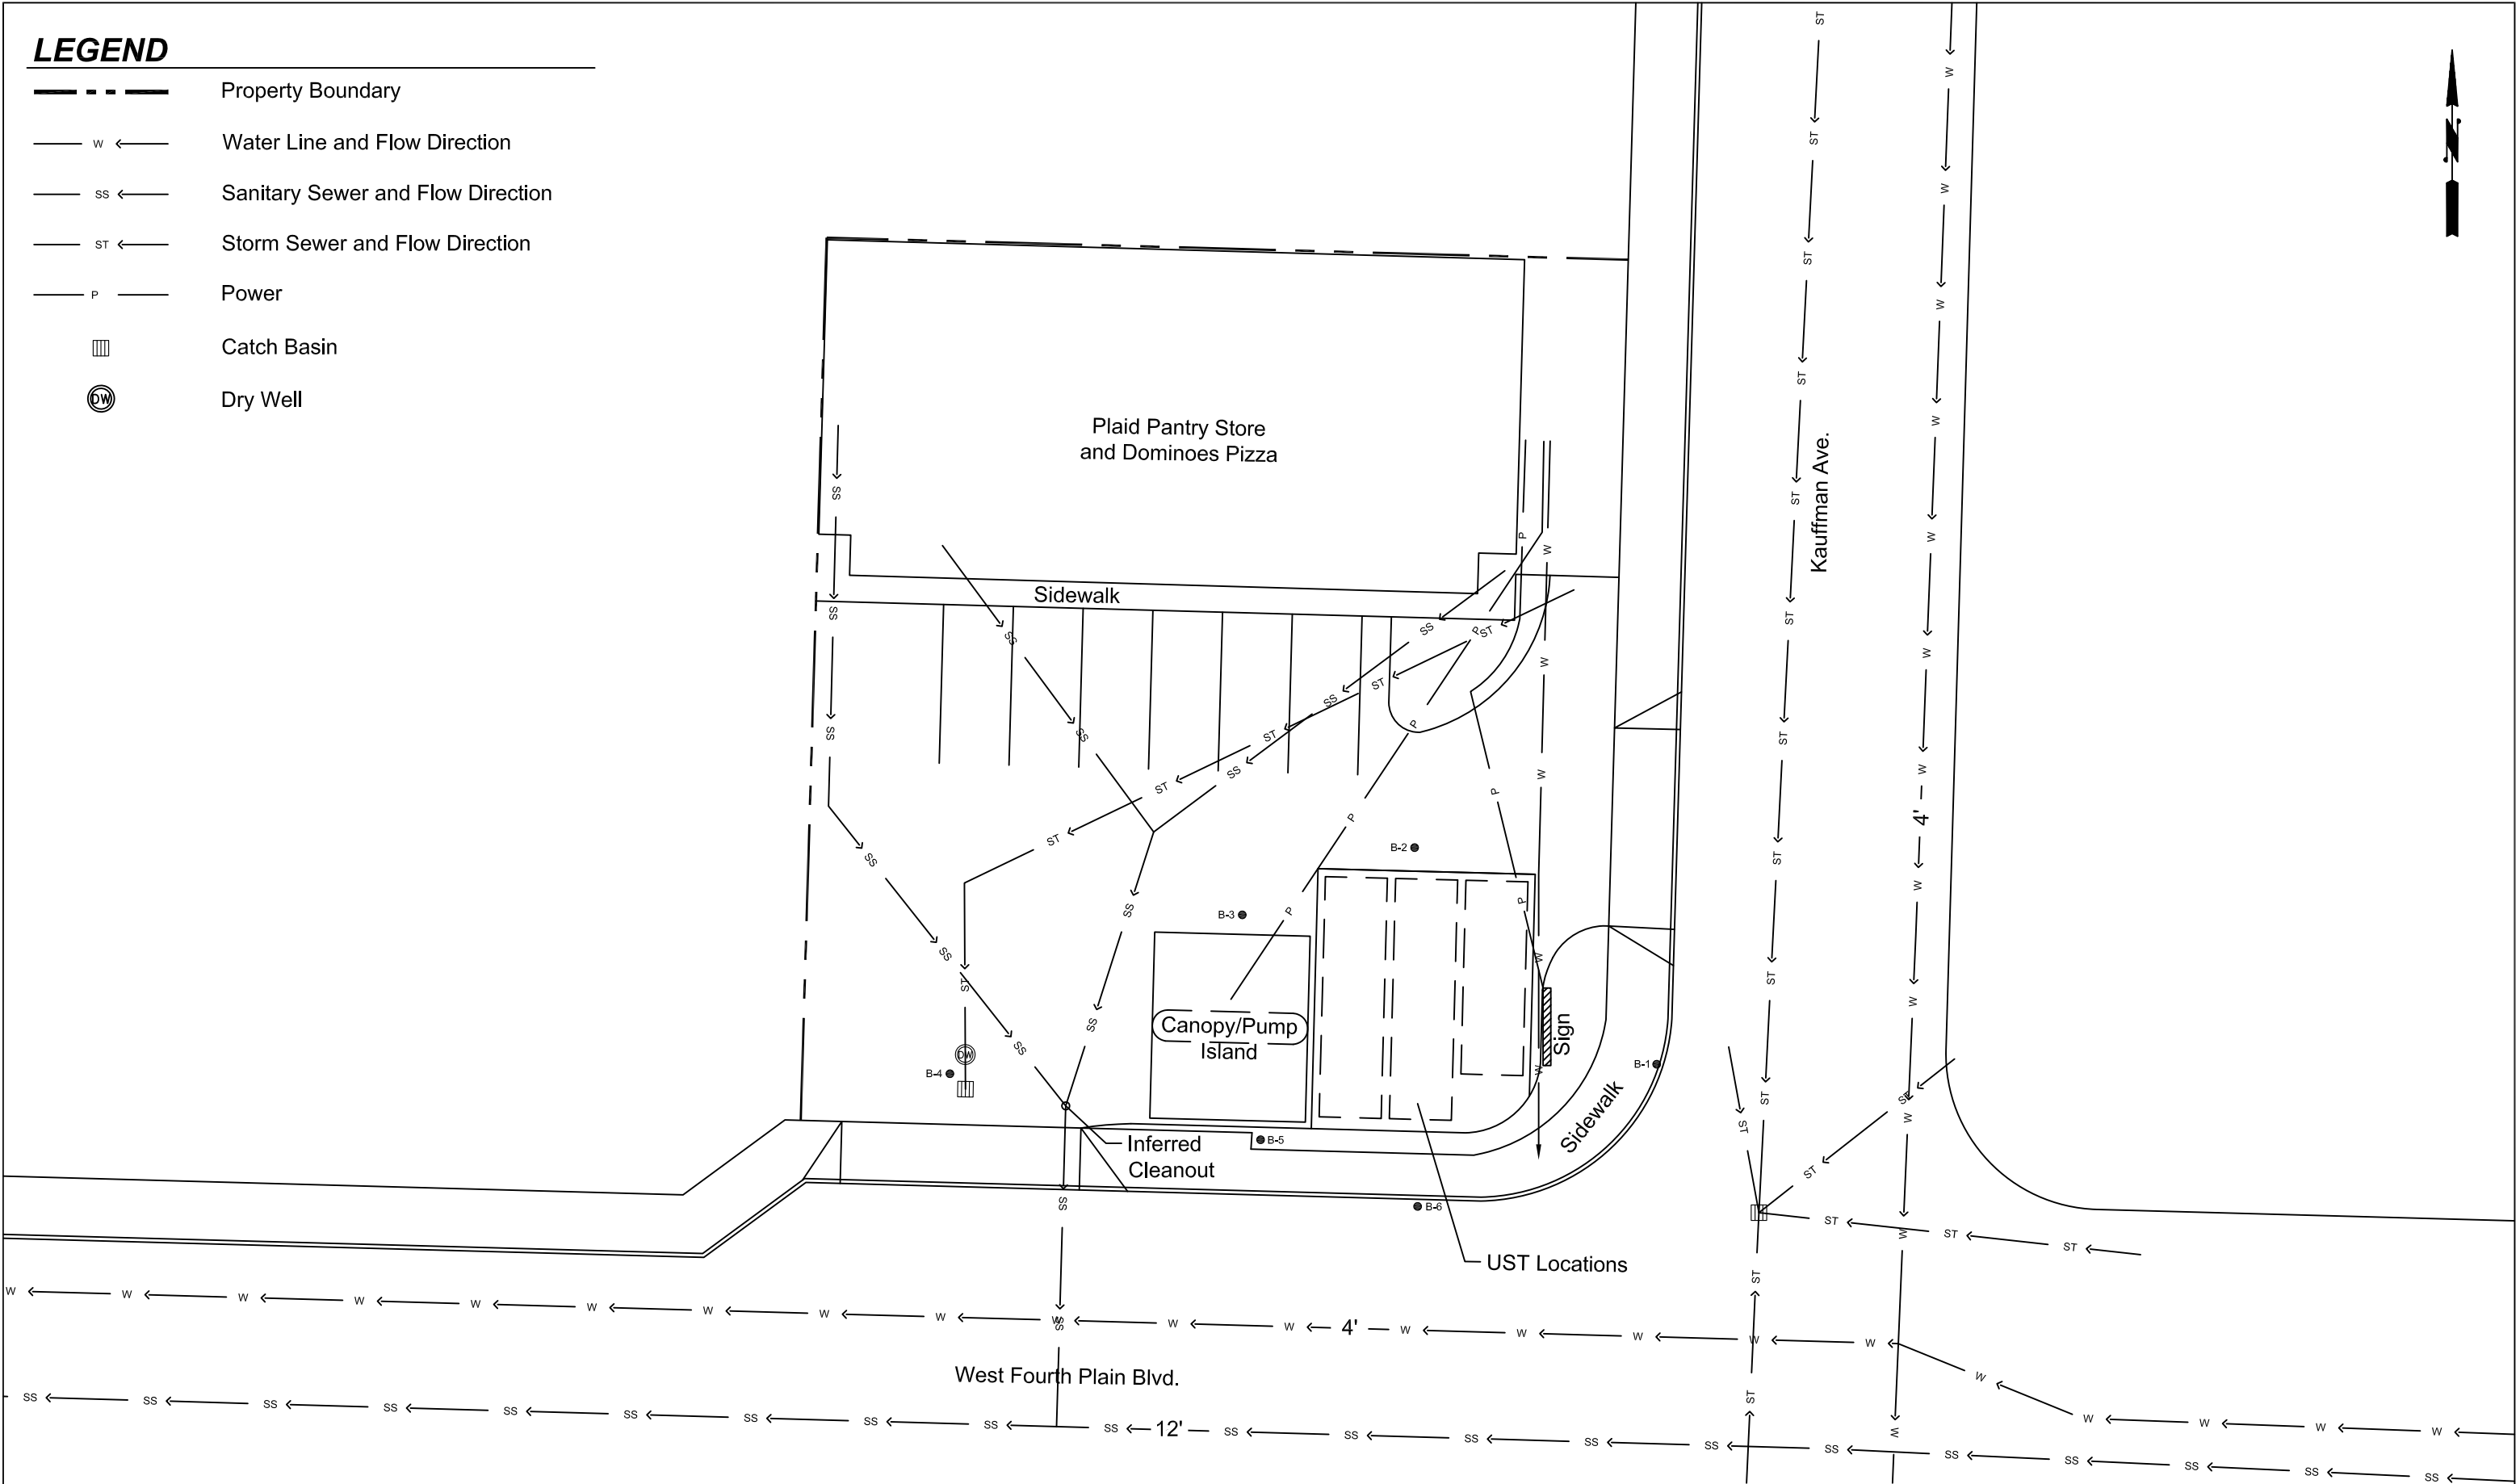 LEGEND
Property Boundary
W Water Line and Flow Direction
SS Sanitary Sewer and Flow Direction
ST Storm Sewer and Flow Direction
P Power
Catch Basin
DW Dry Well
N
Plaid Pantry Store
and Dominoes Pizza
Sidewalk
Kauffman Ave.
4'
B-2
B-3
Canopy/Pump
Island
Sign
B-1
B-4
DW
Sidewalk
Inferred
Cleanout
B-5
B-6
UST Locations
4'
West Fourth Plain Blvd.
12'